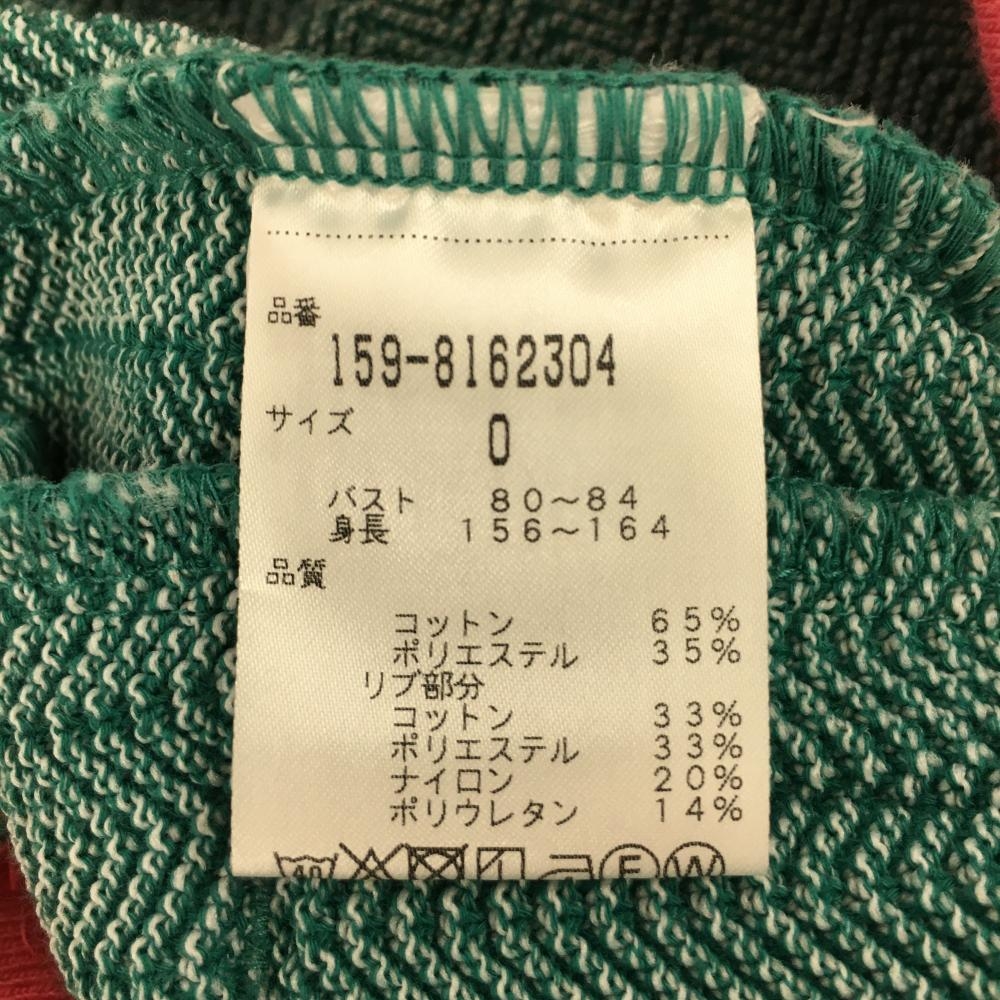 品番
159-8162304
サイズ 0
バスト 80～84
身長 156～164
品質
コットン 65%
ポリエステル 35%
リブ部分
コットン 33%
ポリエステル 33%
ナイロン 20%
ポリウレタン 14%
40 F W